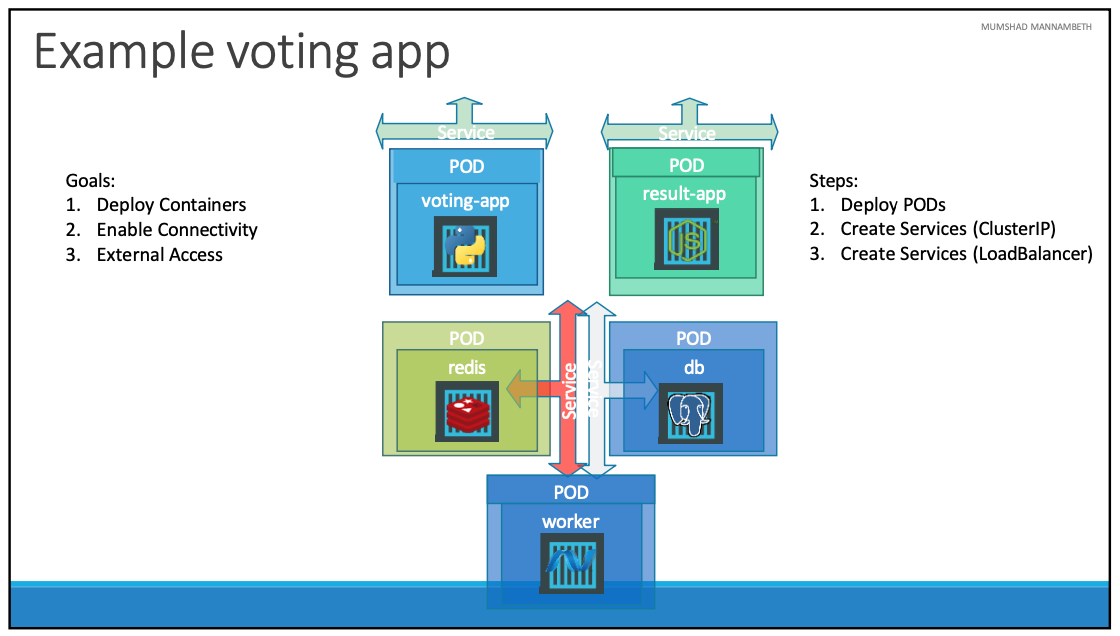 MUMSHAD MANNAMBETH
Example voting app
Goals:
1. Deploy Containers
2. Enable Connectivity
3. External Access
Service
POD
voting-app
Service
POD
result-app
JS
Steps:
1. Deploy PODs
2. Create Services (ClusterIP)
3. Create Services (LoadBalancer)
POD
redis
Service
Service
POD
db
POD
worker